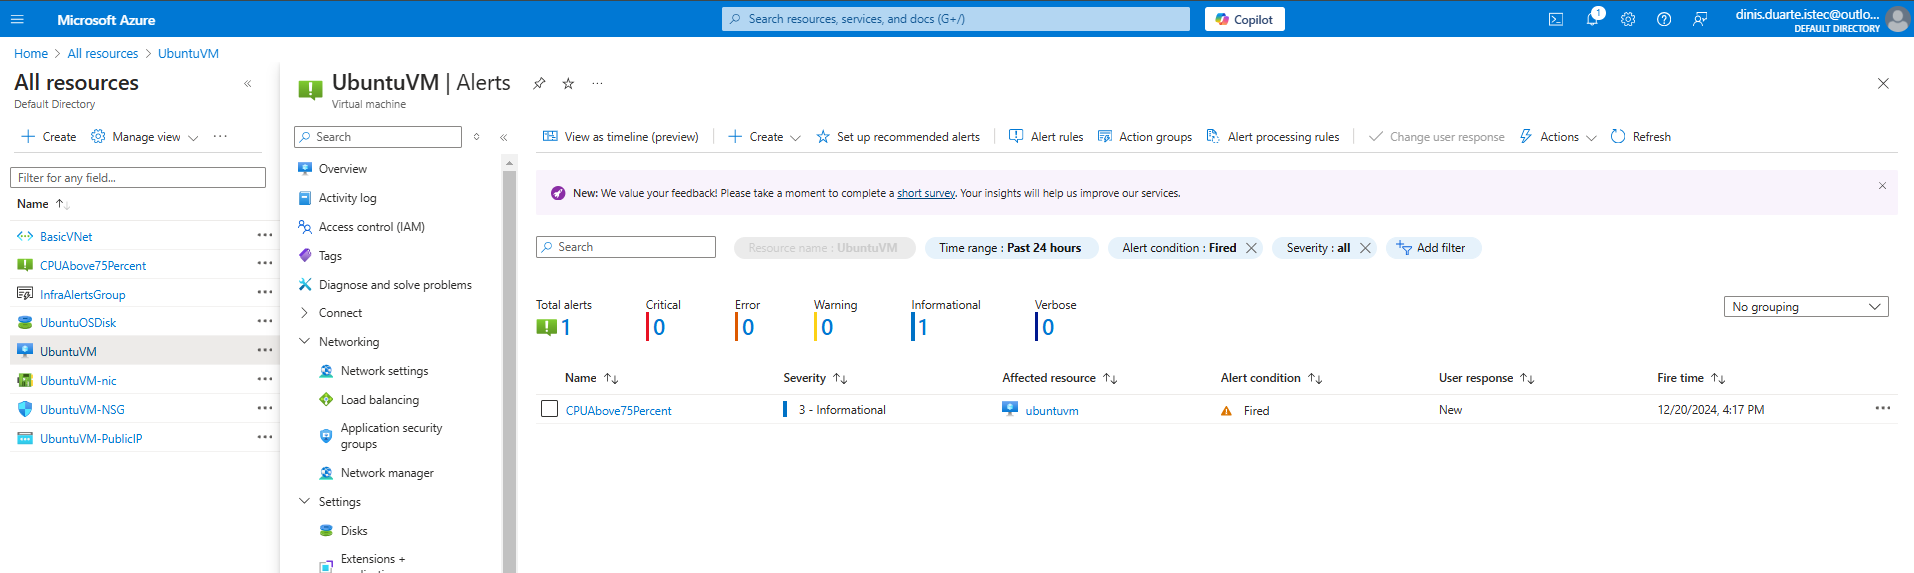 Microsoft Azure
Search resources, services, and docs (G+/)
Copilot
1
dinis.duarte.istec@outlo...
DEFAULT DIRECTORY
Home > All resources > UbuntuVM
All resources
Default Directory
Create
Manage view
Filter for any field...
Name
BasicVNet
CPUAbove75Percent
InfraAlertsGroup
UbuntuOSDisk
UbuntuVM
UbuntuVM-nic
UbuntuVM-NSG
UbuntuVM-PublicIP
UbuntuVM | Alerts
Virtual machine
Search
Overview
Activity log
Access control (IAM)
Tags
Diagnose and solve problems
Connect
Networking
Network settings
Load balancing
Application security
groups
Network manager
Settings
Disks
Extensions +
View as timeline (preview)
Create
Set up recommended alerts
Alert rules
Action groups
Alert processing rules
Change user response
Actions
Refresh
New: We value your feedback! Please take a moment to complete a short survey. Your insights will help us improve our services.
Search
Resource name : UbuntuVM
Time range : Past 24 hours
Alert condition : Fired
Severity : all
Add filter
Total alerts
1
Critical
0
Error
0
Warning
0
Informational
1
Verbose
0
No grouping
Name Severity Affected resource Alert condition User response Fire time
CPUAbove75Percent 3 - Informational ubuntuvm Fired New 12/20/2024, 4:17 PM